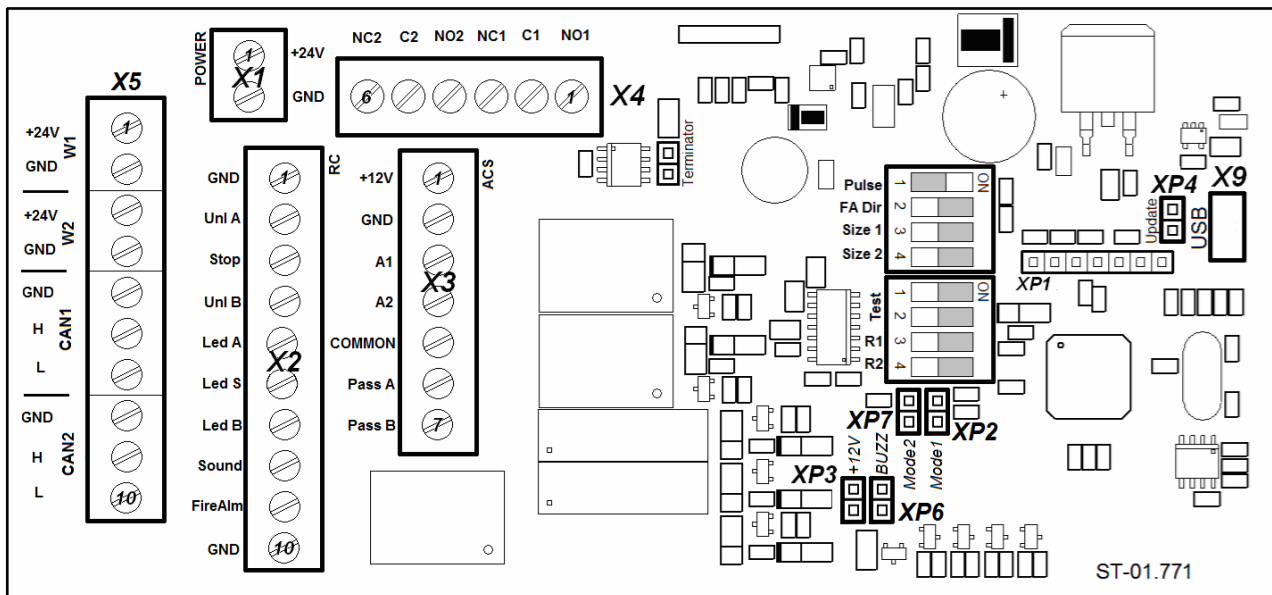 X5
+24V
GND
W1
+24V
GND
W2
GND
H
L
CAN1
GND
H
L
CAN2
1
10
POWER
X1
1
+24V
GND
NC2 C2 NO2 NC1 C1 NO1
6 1
X4
RC
GND 1
Unl A
Stop
Unl B
Led A
X2
Led S
Led B
Sound
FireAlm
GND 10
ACS
+12V 1
GND
A1
X3
A2
COMMON
Pass A
Pass B 7
Terminator
+
Pulse 1 ON
FA Dir 2
Size 1 3
Size 2 4
Test
1 ON
2
R1 3
R2 4
XP4
X9
Update
USB
XP1
XP7
XP2
Mode2
Mode1
XP3
+12V
BUZZ
XP6
ST-01.771